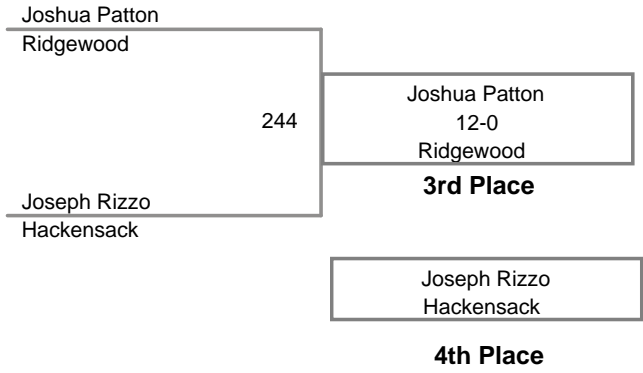 Joshua Patton
Ridgewood
244
Joshua Patton
12-0
Ridgewood
3rd Place
Joseph Rizzo
Hackensack
Joseph Rizzo
Hackensack
4th Place